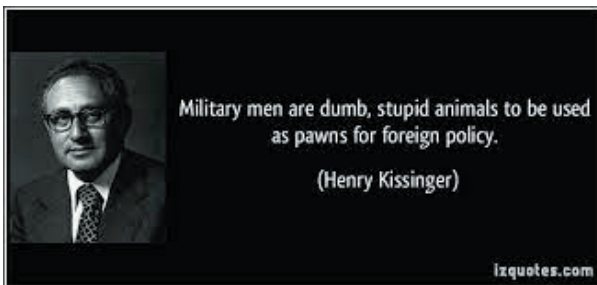 Military men are dumb, stupid animals to be used
as pawns for foreign policy.
(Henry Kissinger)
izquotes.com